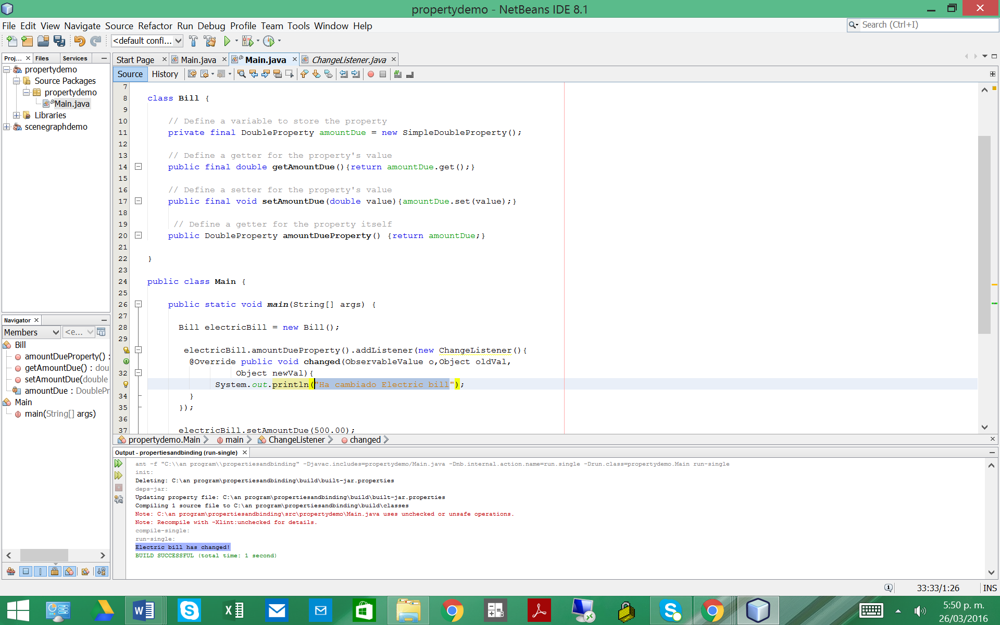 propertydemo - NetBeans IDE 8.1
File Edit View Navigate Source Refactor Run Debug Profile Team Tools Window Help
Search (Ctrl+I)
<default confi...
Proj... Files Services
Start Page Main.java Main.java ChangeListener.java
Source History
propertydemo
Source Packages
propertydemo
Main.java
Libraries
scenegraphdemo
7
8 class Bill {
9
10 // Define a variable to store the property
11 private final DoubleProperty amountDue = new SimpleDoubleProperty();
12
13 // Define a getter for the property's value
14 public final double getAmountDue(){return amountDue.get();}
15
16 // Define a setter for the property's value
17 public final void setAmountDue(double value){amountDue.set(value);}
18
19 // Define a getter for the property itself
20 public DoubleProperty amountDueProperty() {return amountDue;}
21
22 }
23
24 public class Main {
25
26 public static void main(String[] args) {
27
28 Bill electricBill = new Bill();
29
electricBill.amountDueProperty().addListener(new ChangeListener(){
@Override public void changed(ObservableValue o,Object oldVal,
32 Object newVal){
System.out.println("Ha cambiado Electric bill");
34 }
35 });
36
37 electricBill.setAmountDue(500.00);
Navigator
Members <e...
Bill
amountDueProperty() :
getAmountDue() : dou
setAmountDue(double
amountDue : DoublePr
Main
main(String[] args)
propertydemo.Main main ChangeListener changed
Output - propertiesandbinding (run-single)
ant -f "C:\\an program\\propertiesandbinding" -Djavac.includes=propertydemo/Main.java -Dnb.internal.action.name=run.single -Drun.class=propertydemo.Main run-single
init:
Deleting: C:\an program\propertiesandbinding\build\built-jar.properties
deps-jar:
Updating property file: C:\an program\propertiesandbinding\build\built-jar.properties
Compiling 1 source file to C:\an program\propertiesandbinding\build\classes
Note: C:\an program\propertiesandbinding\src\propertydemo\Main.java uses unchecked or unsafe operations.
Note: Recompile with -Xlint:unchecked for details.
compile-single:
run-single:
Electric bill has changed!
BUILD SUCCESSFUL (total time: 1 second)
33:33/1:26 INS
5:50 p. m.
26/03/2016